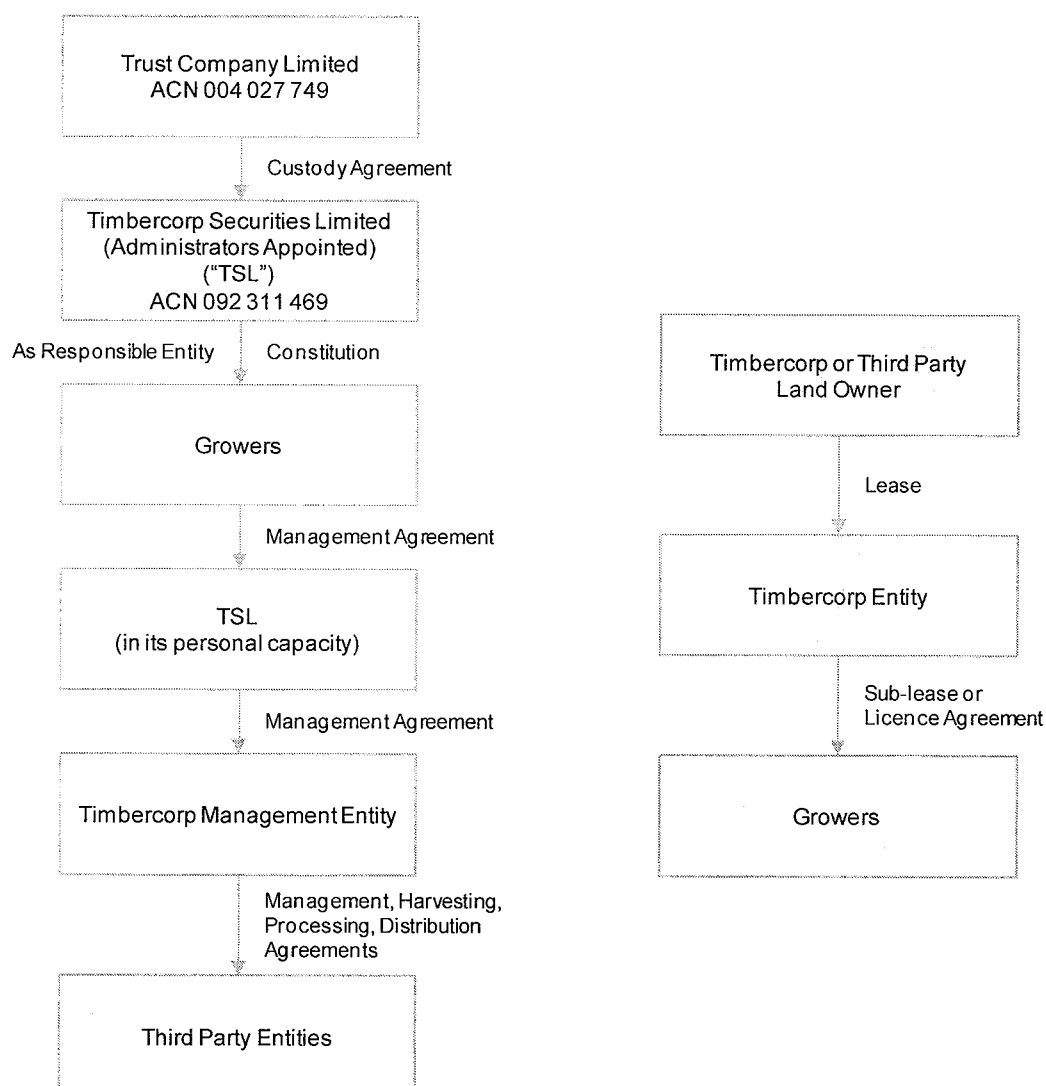 Trust Company Limited
ACN 004 027 749
Custody Agreement
Timbercorp Securities Limited
(Administrators Appointed)
("TSL")
ACN 092 311 469
As Responsible Entity
Constitution
Growers
Management Agreement
TSL
(in its personal capacity)
Management Agreement
Timbercorp Management Entity
Management, Harvesting,
Processing, Distribution
Agreements
Third Party Entities
Timbercorp or Third Party
Land Owner
Lease
Timbercorp Entity
Sub-lease or
Licence Agreement
Growers